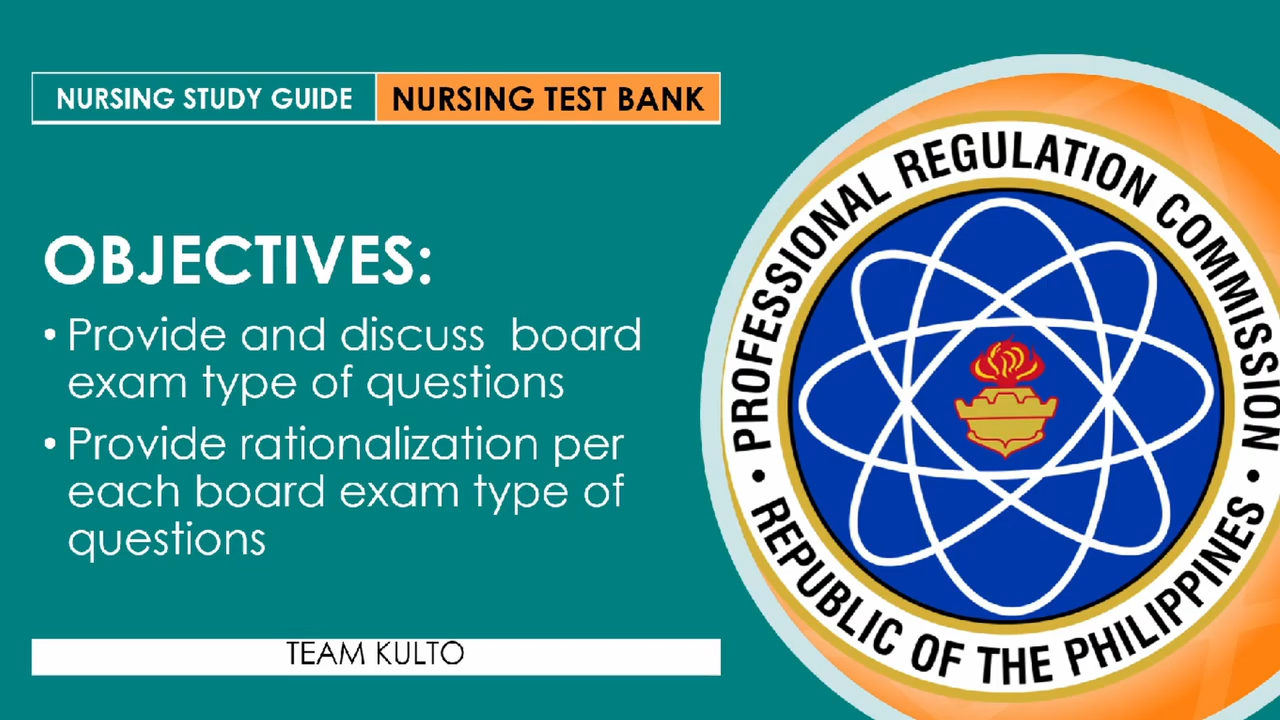 NURSING STUDY GUIDE
NURSING TEST BANK
OBJECTIVES:
• Provide and discuss board
exam type of questions
• Provide rationalization per
each board exam type of
questions
TEAM KULTO
PROFESSIONAL REGULATION COMMISSION
• REPUBLIC OF THE PHILIPPINES •